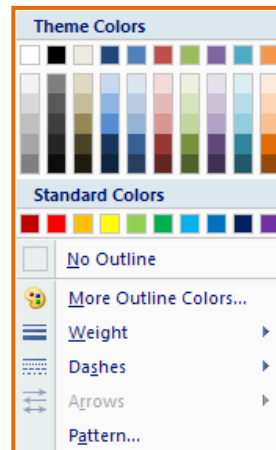 Theme Colors
Standard Colors
No Outline
More Outline Colors...
Weight
Dashes
Arrows
Pattern...